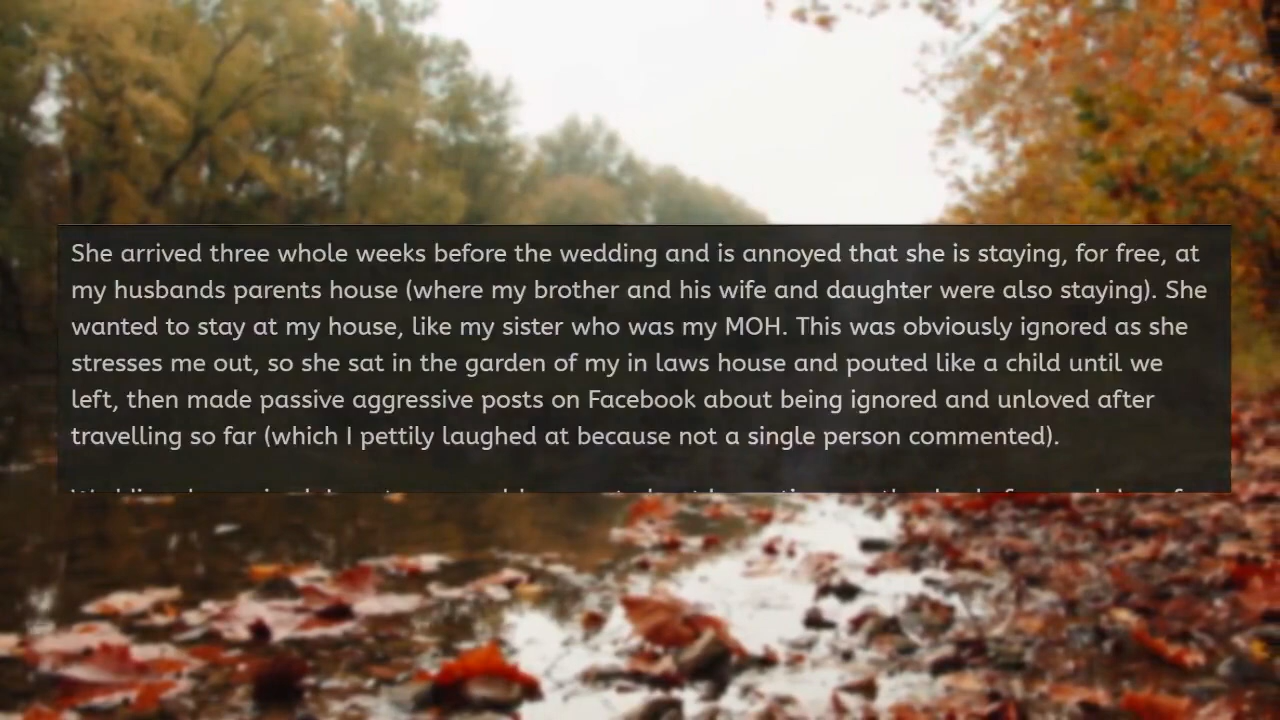 She arrived three whole weeks before the wedding and is annoyed that she is staying, for free, at
my husbands parents house (where my brother and his wife and daughter were also staying). She
wanted to stay at my house, like my sister who was my MOH. This was obviously ignored as she
stresses me out, so she sat in the garden of my in laws house and pouted like a child until we
left, then made passive aggressive posts on Facebook about being ignored and unloved after
travelling so far (which I pettily laughed at because not a single person commented).